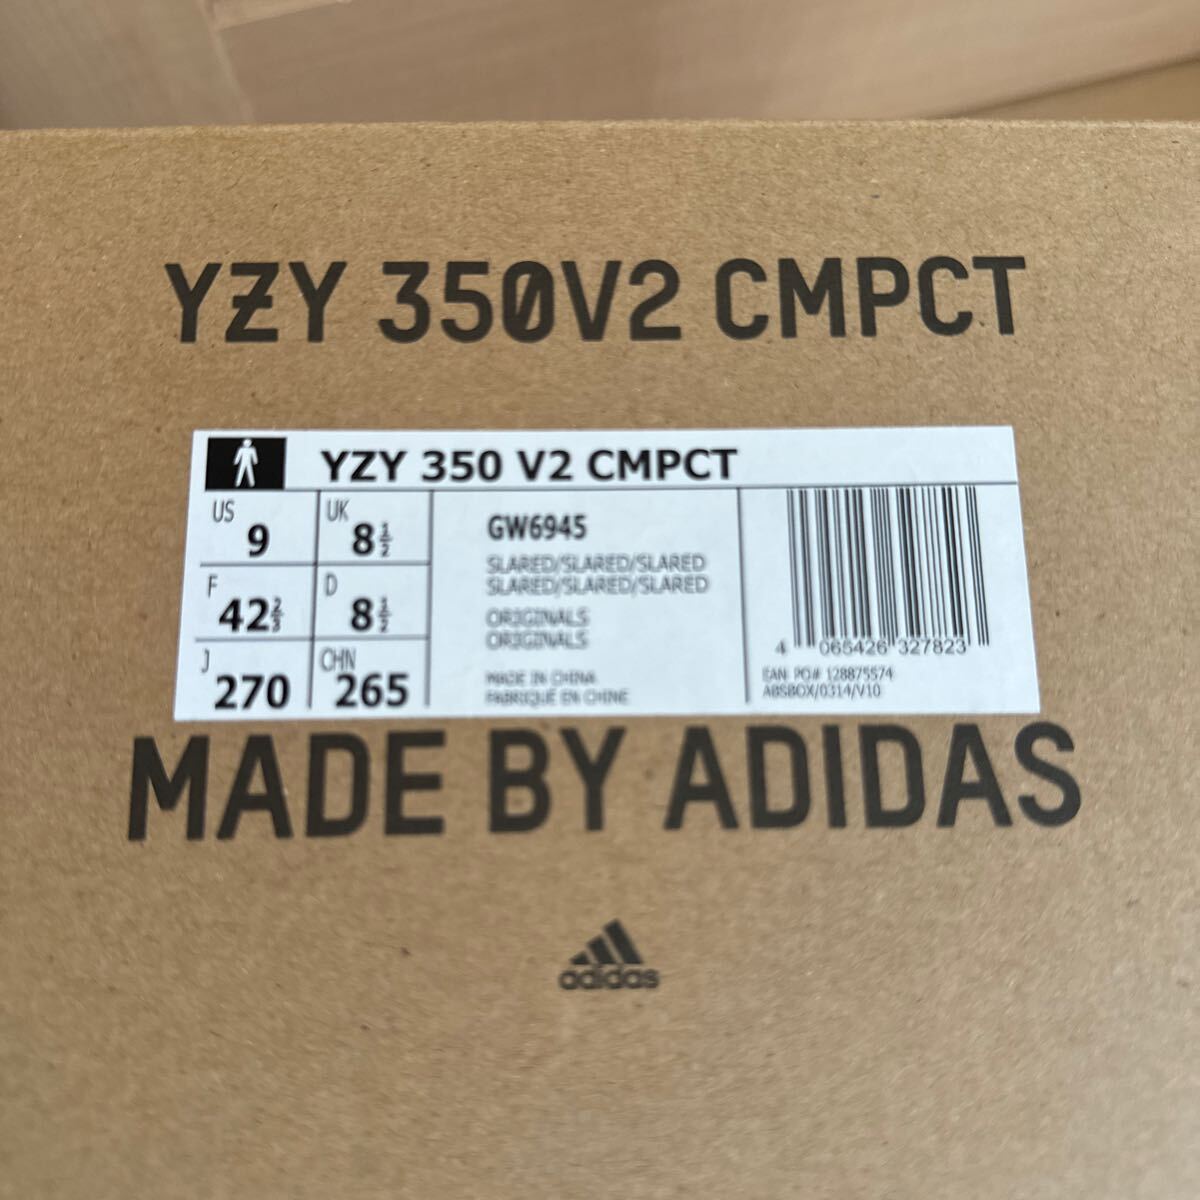 YZY 350V2 CMPCT
YZY 350 V2 CMPCT
US 9
UK 8½
F 42⅔
D 8½
J 270
CHN 265
GW6945
SLARED/SLARED/SLARED
SLARED/SLARED/SLARED
ORIGINALS
ORIGINALS
MADE IN CHINA
FABRIQUÉ EN CHINE
4 065426 327823
EAN PO# 128875574
ABSBOX/0314/V10
MADE BY ADIDAS
adidas